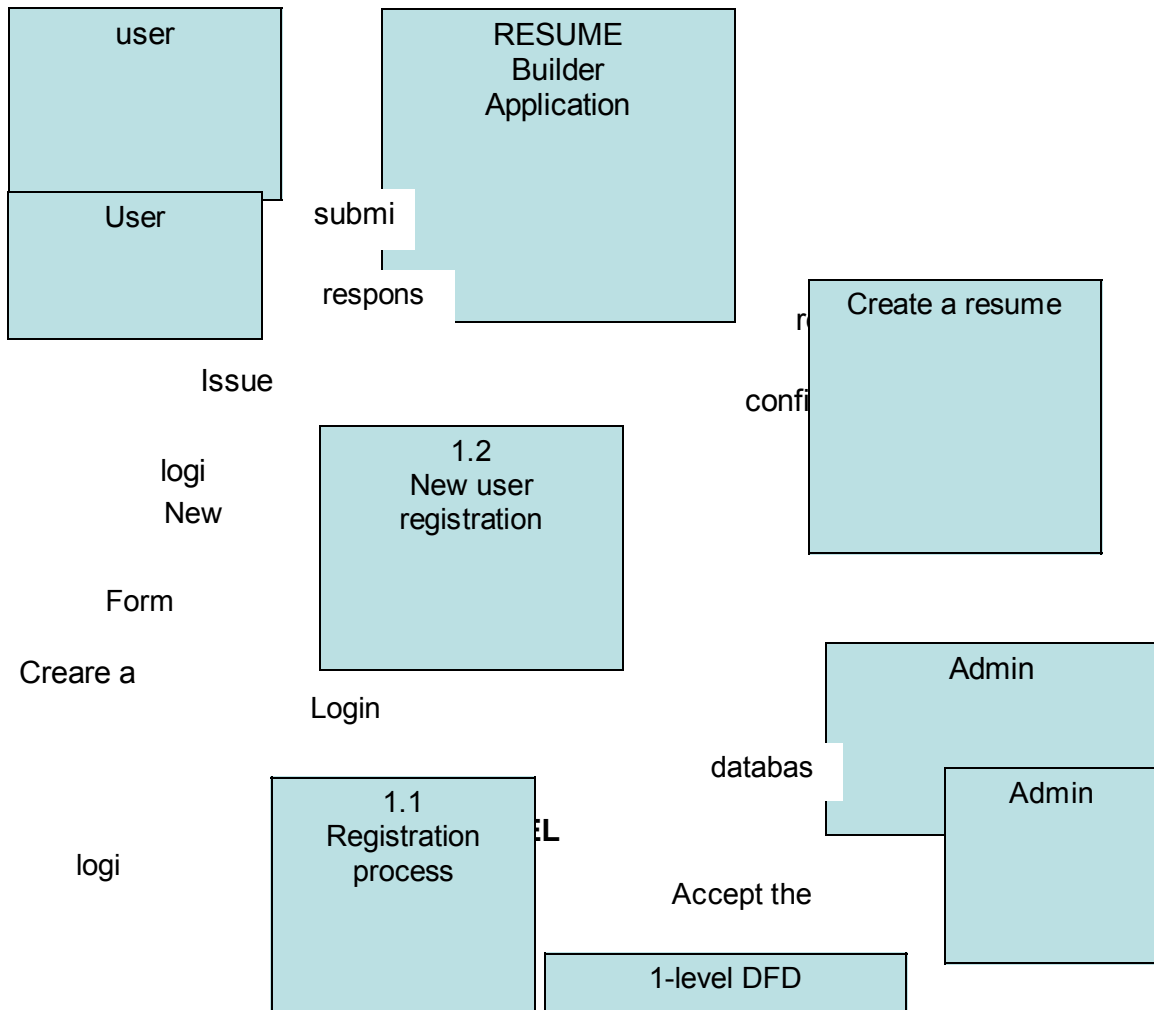 user
RESUME
Builder
Application
User
submi
respons
Create a resume
Issue
confi
1.2
New user
registration
logi
New
Form
Creare a
Admin
Login
databas
Admin
1.1
Registration
process
EL
logi
Accept the
1-level DFD